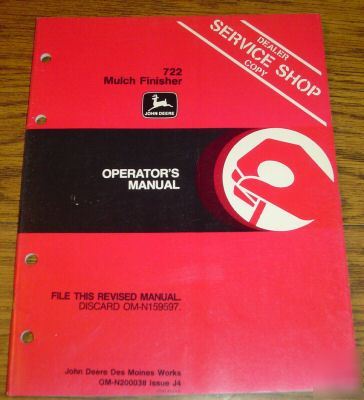 DEALER
SERVICE SHOP
COPY
722
Mulch Finisher
JOHN DEERE
OPERATOR'S
MANUAL
FILE THIS REVISED MANUAL.
DISCARD OM-N159597.
John Deere Des Moines Works
OM-N200038 Issue J4